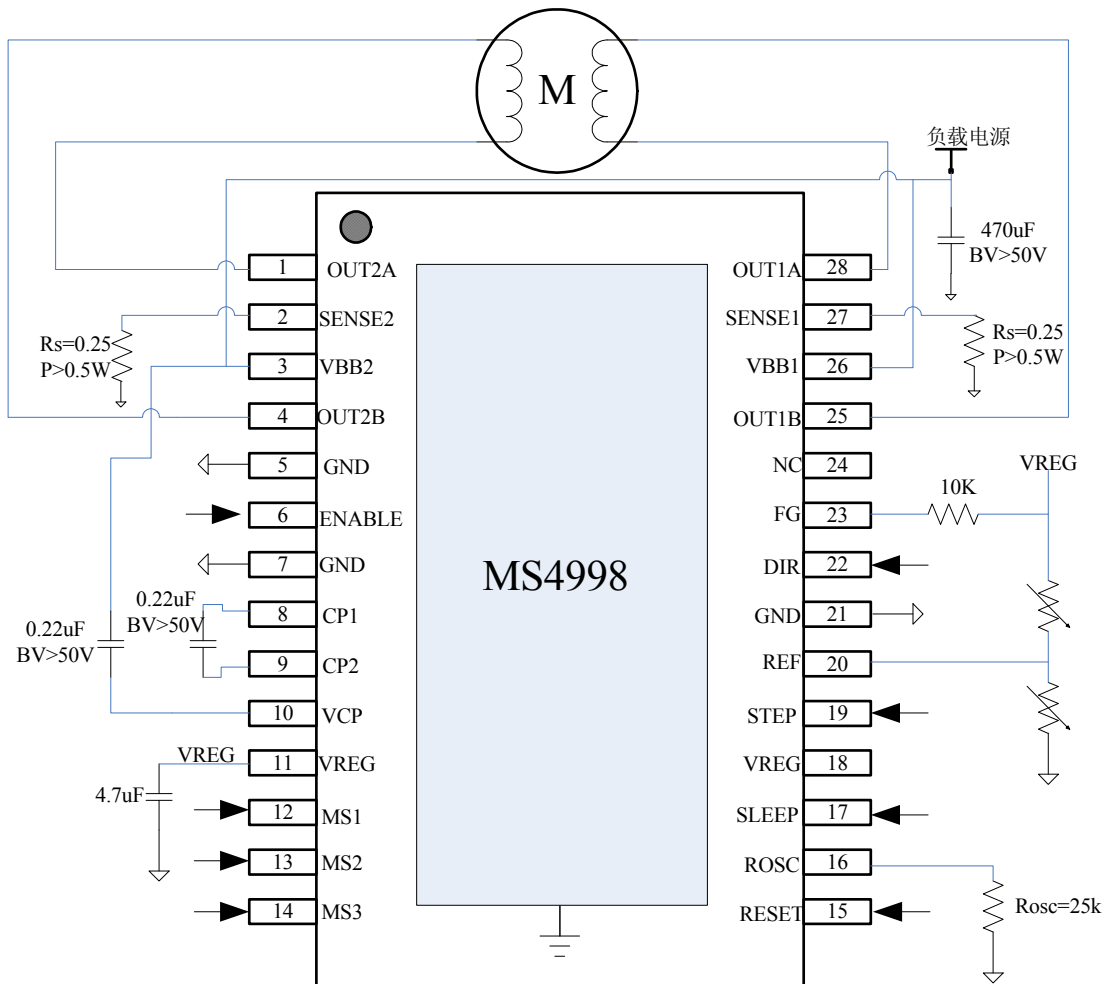 M
负载电源
470uF
BV>50V
1
OUT2A
OUT1A
28
2
SENSE2
SENSE1
27
Rs=0.25
P>0.5W
Rs=0.25
P>0.5W
3
VBB2
VBB1
26
4
OUT2B
OUT1B
25
5
GND
NC
24
VREG
10K
6
ENABLE
FG
23
7
GND
DIR
22
MS4998
0.22uF
BV>50V
0.22uF
BV>50V
8
CP1
GND
21
9
CP2
REF
20
10
VCP
STEP
19
VREG
11
VREG
VREG
18
4.7uF
12
MS1
SLEEP
17
13
MS2
ROSC
16
14
MS3
RESET
15
Rosc=25k